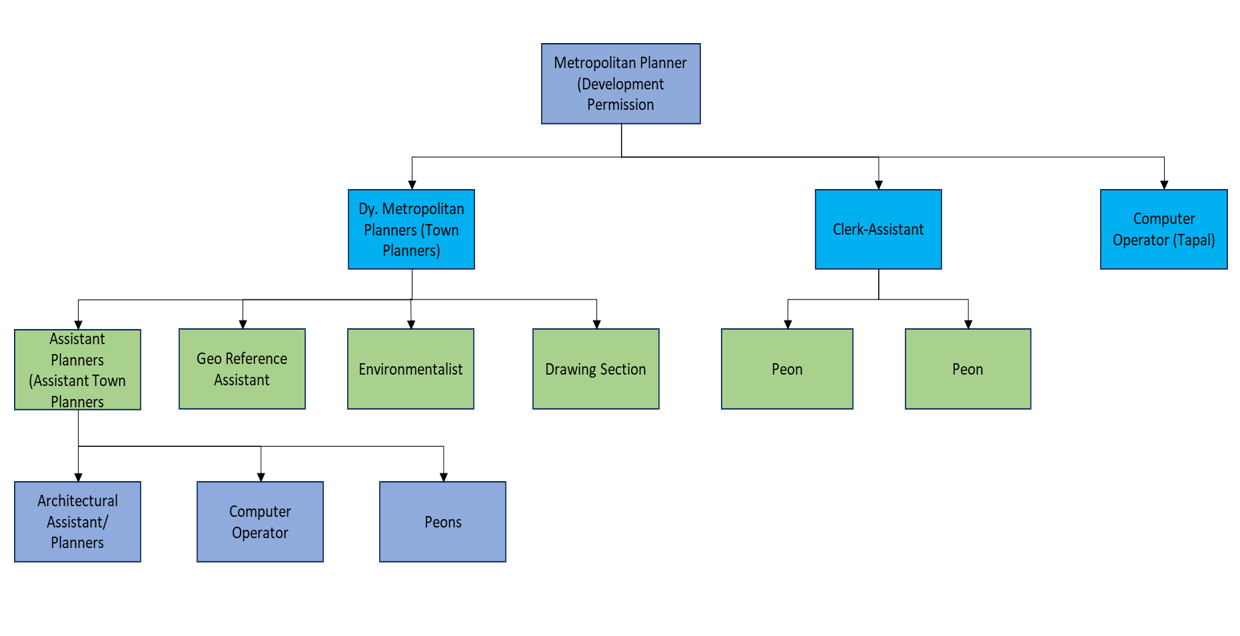 Metropolitan Planner
(Development
Permission
Dy. Metropolitan
Planners (Town
Planners)
Clerk-Assistant
Computer
Operator (Tapal)
Assistant
Planners
(Assistant Town
Planners
Geo Reference
Assistant
Environmentalist
Drawing Section
Peon
Peon
Architectural
Assistant/
Planners
Computer
Operator
Peons